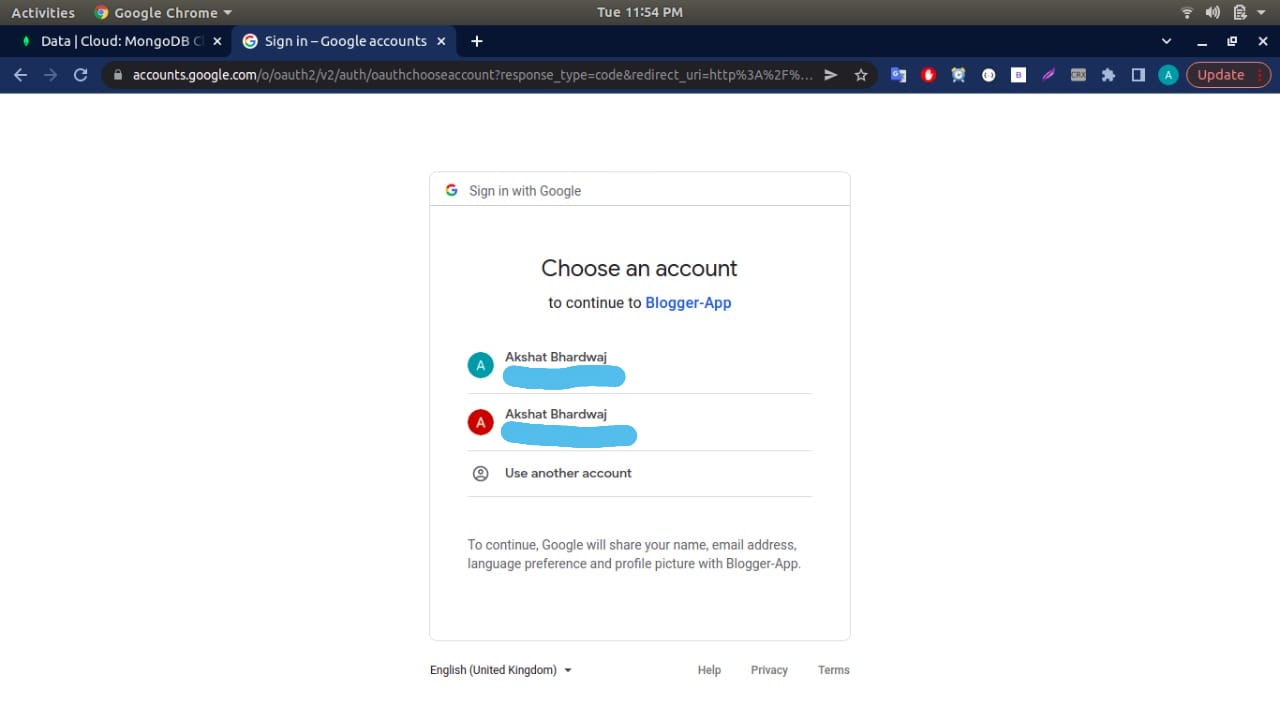 Activities Google Chrome Tue 11:54 PM
Data | Cloud: MongoDB Cl Sign in – Google accounts
accounts.google.com/o/oauth2/v2/auth/oauthchooseaccount?response_type=code&redirect_uri=http%3A%2F%... B CRX A Update
G Sign in with Google
Choose an account
to continue to Blogger-App
A Akshat Bhardwaj
A Akshat Bhardwaj
Use another account
To continue, Google will share your name, email address,
language preference and profile picture with Blogger-App.
English (United Kingdom) Help Privacy Terms